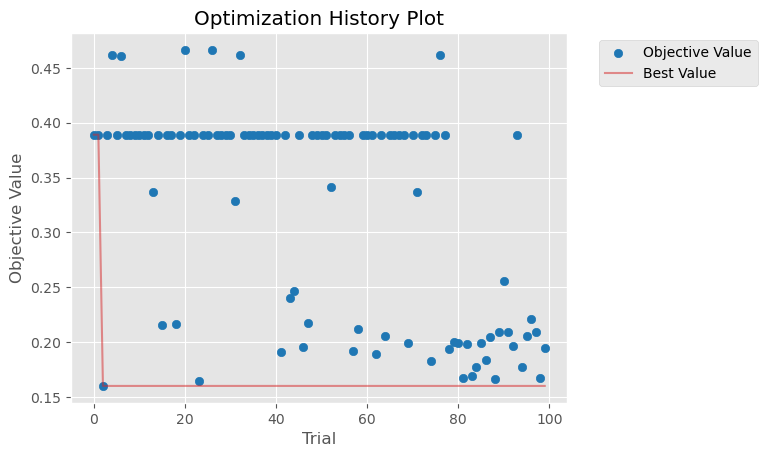 Optimization History Plot
Objective Value
Best Value
0.45
0.40
0.35
0.30
0.25
0.20
0.15
Objective Value
0
20
40
60
80
100
Trial